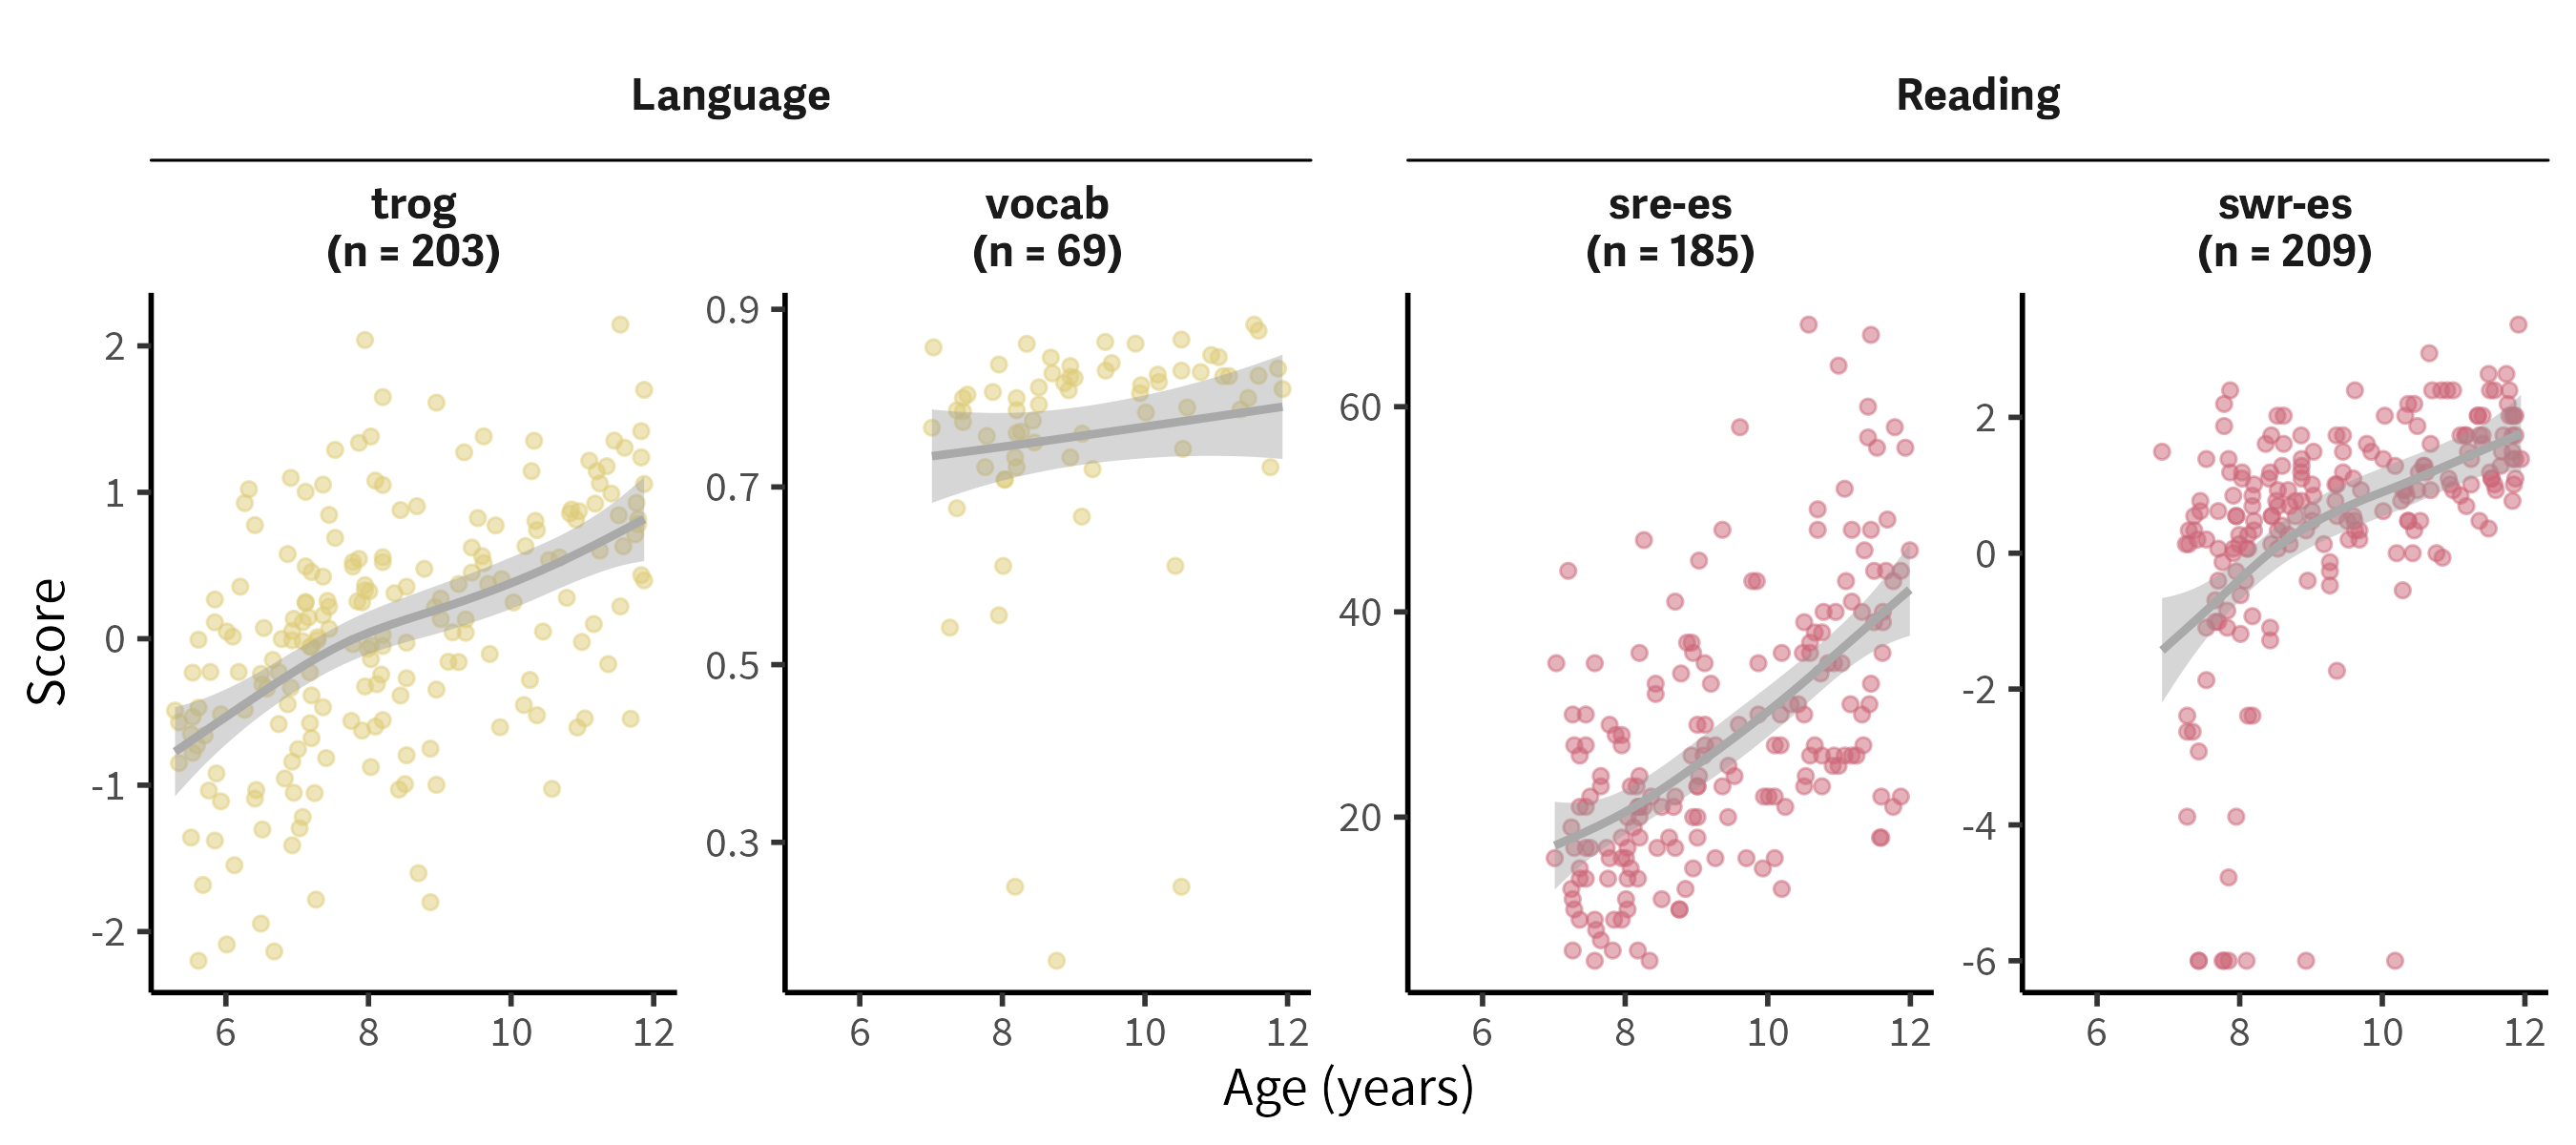 Language
Reading
trog
(n = 203)
vocab
(n = 69)
sre-es
(n = 185)
swr-es
(n = 209)
Score
2
1
0
-1
-2
6 8 10 12
0.9
0.7
0.5
0.3
6 8 10 12
60
40
20
6 8 10 12
2
0
-2
-4
-6
6 8 10 12
Age (years)